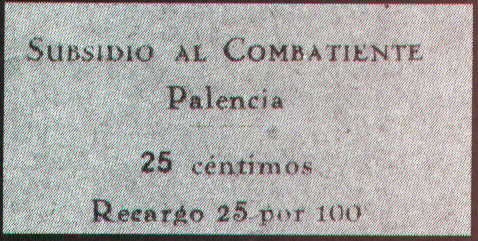 SUBSIDIO AL COMBATIENTE
Palencia
25 céntimos
Recargo 25 por 100